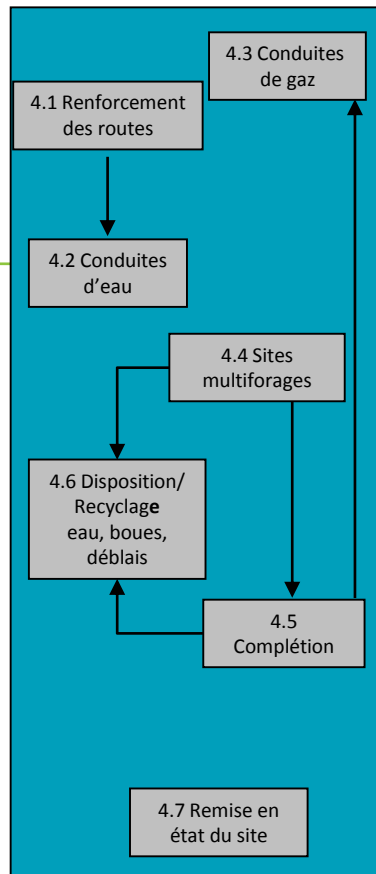 4.3 Conduites
de gaz
4.1 Renforcement
des routes
4.2 Conduites
d’eau
4.4 Sites
multiforages
4.6 Disposition/
Recyclage
eau, boues,
déblais
4.5
Complétion
4.7 Remise en
état du site